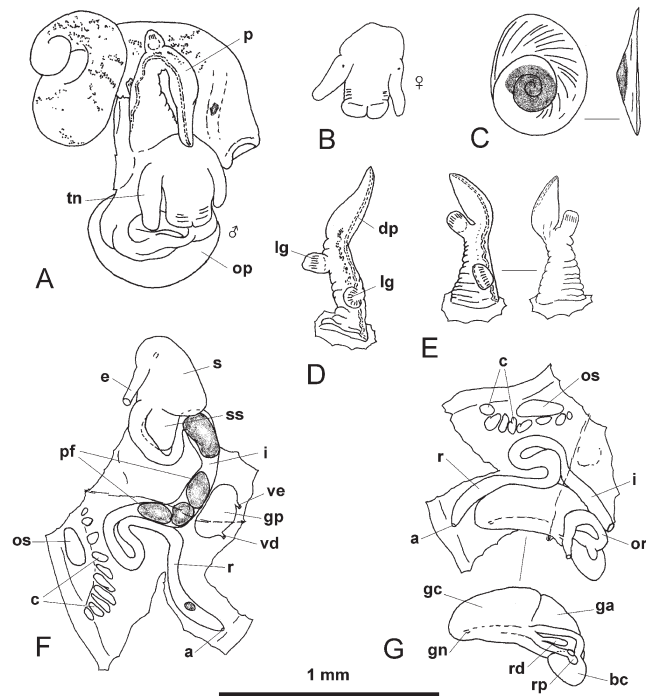 p
tn
♂
op
A
♀
B
C
dp
lg
lg
D
E
s
e
ss
pf
i
ve
gp
vd
os
c
r
a
F
c
os
r
i
a
or
gc
ga
gn
rd
rp
bc
G
1 mm